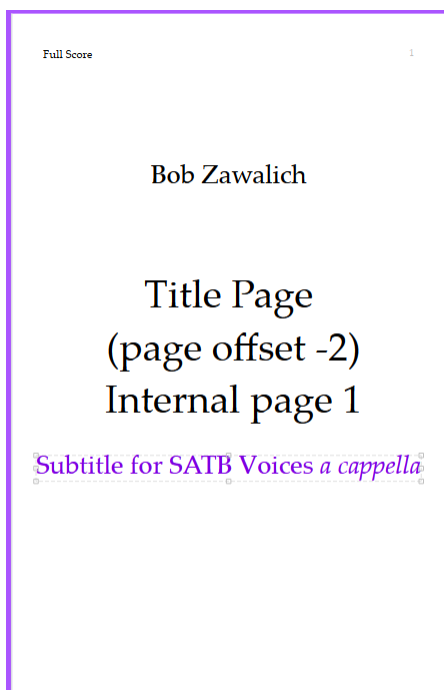 Full Score
1
Bob Zawalich
Title Page
(page offset -2)
Internal page 1
Subtitle for SATB Voices a cappella